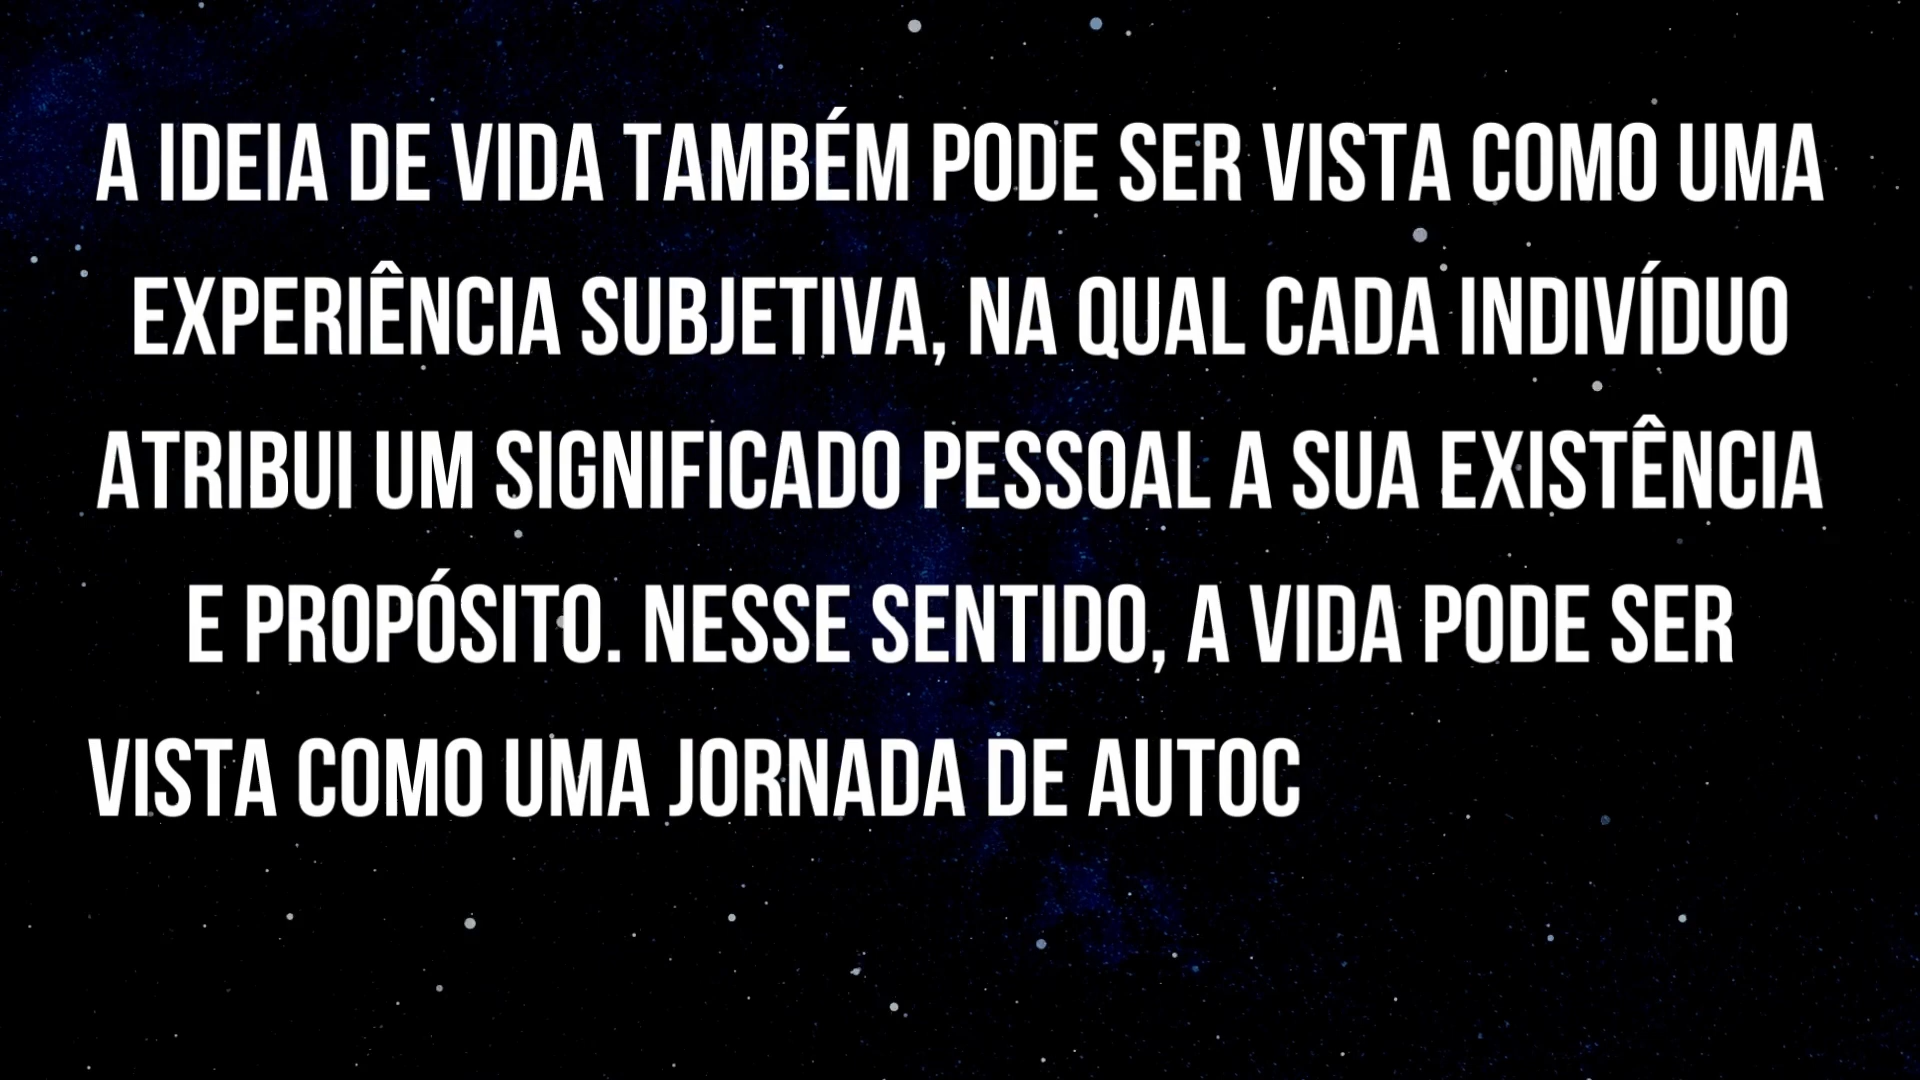 A IDEIA DE VIDA TAMBÉM PODE SER VISTA COMO UMA
EXPERIÊNCIA SUBJETIVA, NA QUAL CADA INDIVÍDUO
ATRIBUI UM SIGNIFICADO PESSOAL A SUA EXISTÊNCIA
E PROPÓSITO. NESSE SENTIDO, A VIDA PODE SER
VISTA COMO UMA JORNADA DE AUTOC